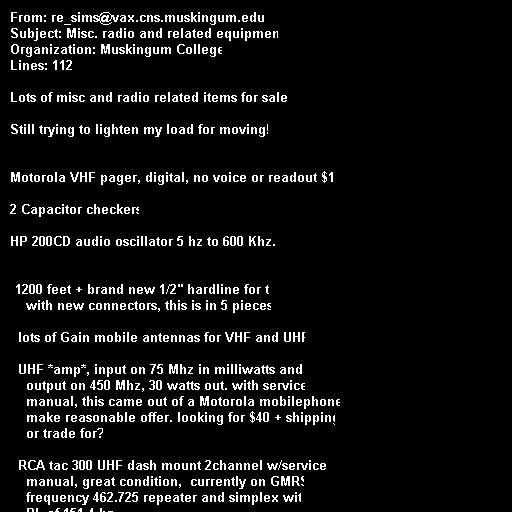 From: re_sims@vax.cns.muskingum.edu
Subject: Misc. radio and related equipmen
Organization: Muskingum College
Lines: 112
Lots of misc and radio related items for sale
Still trying to lighten my load for moving!
Motorola VHF pager, digital, no voice or readout $1
2 Capacitor checkers
HP 200CD audio oscillator 5 hz to 600 Khz.
1200 feet + brand new 1/2" hardline for t
with new connectors, this is in 5 pieces
lots of Gain mobile antennas for VHF and UHF
UHF *amp*, input on 75 Mhz in milliwatts and
output on 450 Mhz, 30 watts out. with service
manual, this came out of a Motorola mobilephone
make reasonable offer. looking for $40 + shipping
or trade for?
RCA tac 300 UHF dash mount 2channel w/service
manual, great condition,  currently on GMRS
frequency 462.725 repeater and simplex wit
PL of 151.4 hz